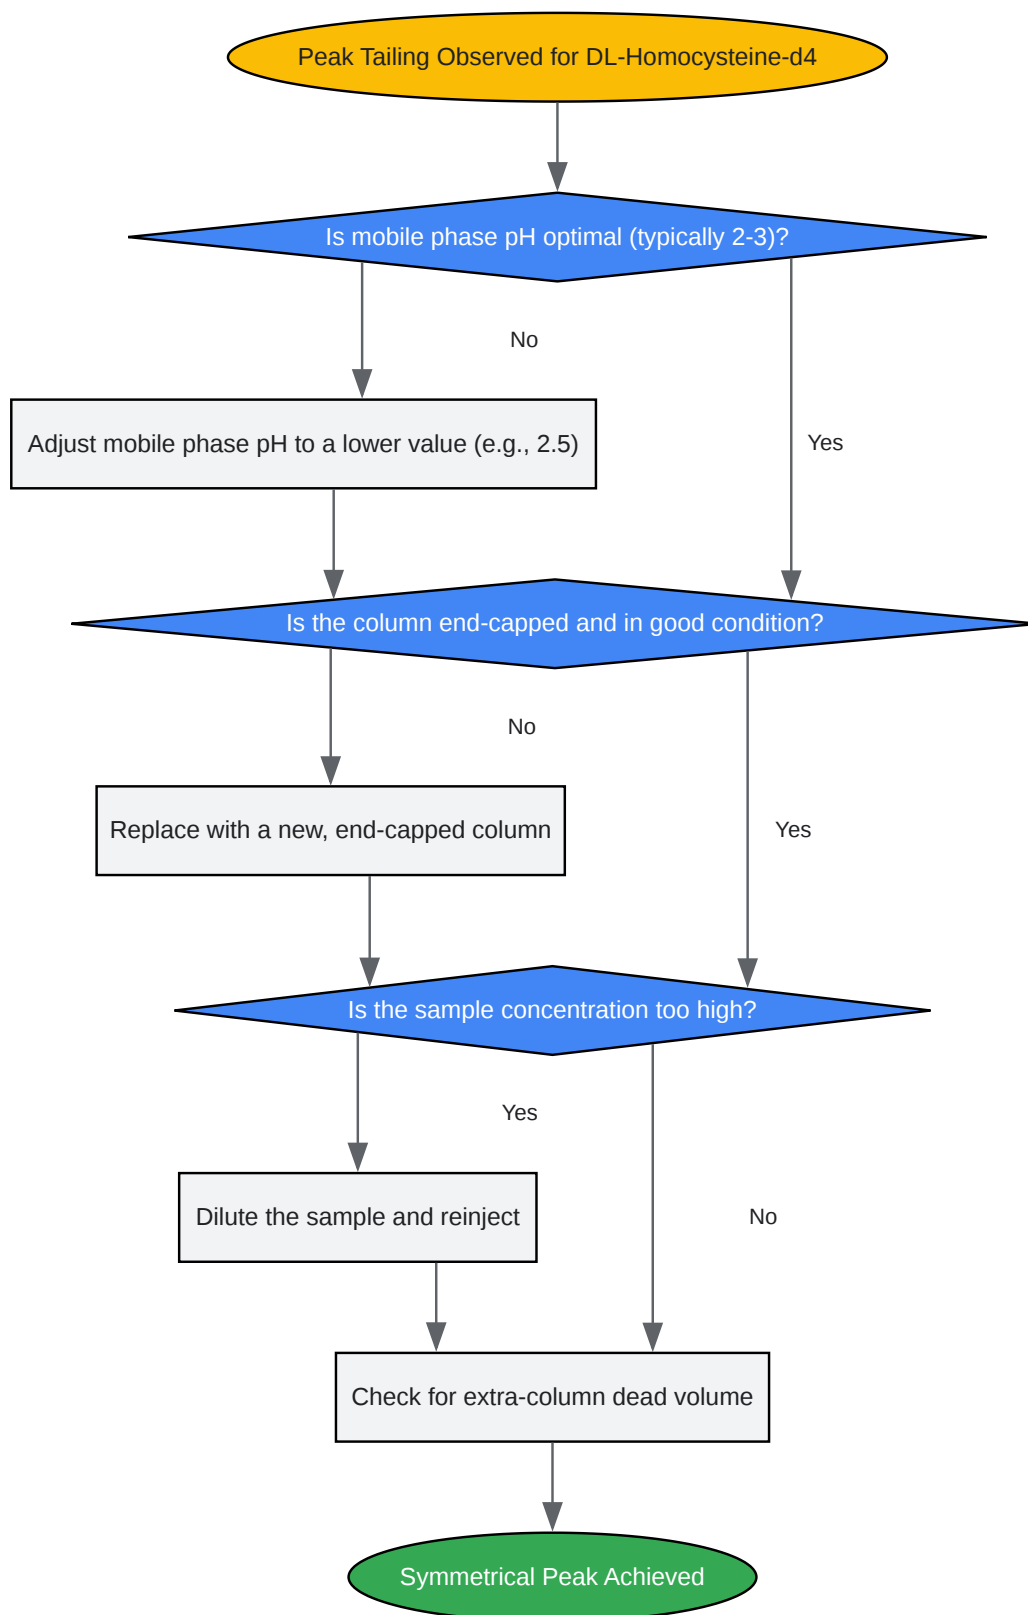 Peak Tailing Observed for DL-Homocysteine-d4
Is mobile phase pH optimal (typically 2-3)?
No
Adjust mobile phase pH to a lower value (e.g., 2.5)
Yes
Is the column end-capped and in good condition?
No
Replace with a new, end-capped column
Yes
Is the sample concentration too high?
Yes
Dilute the sample and reinject
No
Check for extra-column dead volume
Symmetrical Peak Achieved